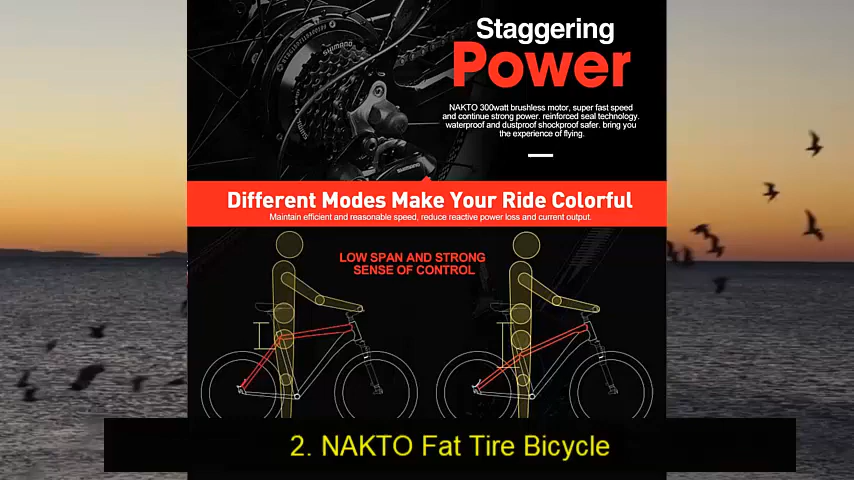 Staggering
Power
NAKTO 300watt brushless motor, super fast speed
and continue strong power. reinforced seal technology.
waterproof and dustproof shockproof safer. bring you
the experience of flying.
SHIMANO
SHIMANO
Different Modes Make Your Ride Colorful
Maintain efficient and reasonable speed, reduce reactive power loss and current output.
LOW SPAN AND STRONG
SENSE OF CONTROL
2. NAKTO Fat Tire Bicycle